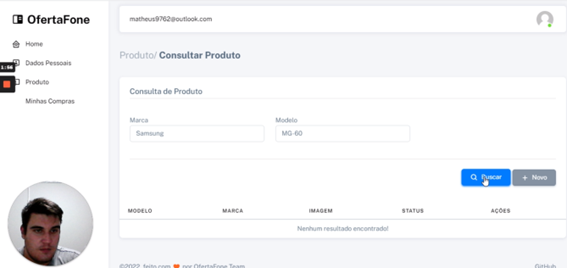 OfertaFone
matheus9762@outlook.com
Home
1:56
Dados Pessoais
Produto
Minhas Compras
Produto/ Consultar Produto
Consulta de Produto
Marca
Modelo
Samsung
MG-60
Buscar
+ Novo
MODELO
MARCA
IMAGEM
STATUS
AÇÕES
Nenhum resultado encontrado!
©2022, feito com ❤️ por OfertaFone Team
GitHub